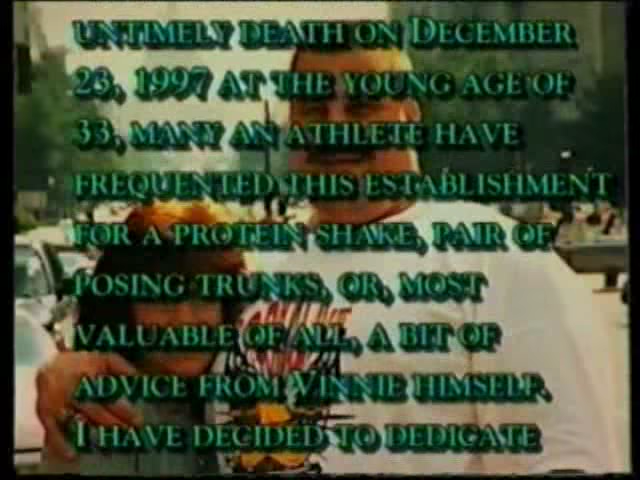 UNTIMELY DEATH ON DECEMBER
23, 1997 AT THE YOUNG AGE OF
33, MANY AN ATHLETE HAVE
FREQUENTED THIS ESTABLISHMENT
FOR A PROTEIN SHAKE, PAIR OF
POSING TRUNKS, OR, MOST
VALUABLE OF ALL, A BIT OF
ADVICE FROM VINNIE HIMSELF.
I HAVE DECIDED TO DEDICATE